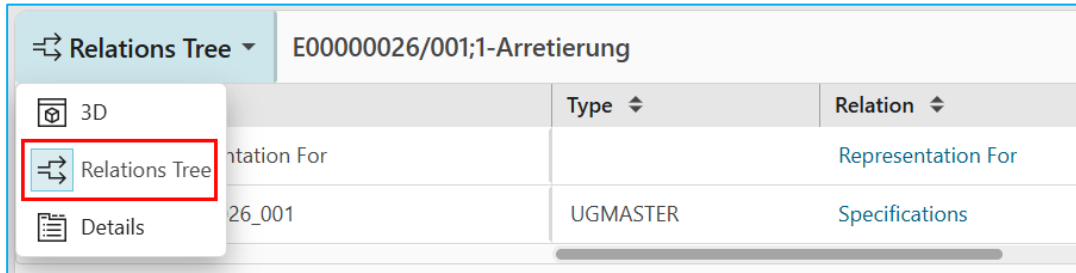 Relations Tree E00000026/001;1-Arretierung
Type Relation
3D
ntation For Representation For
Relations Tree
26_001 UGMASTER Specifications
Details